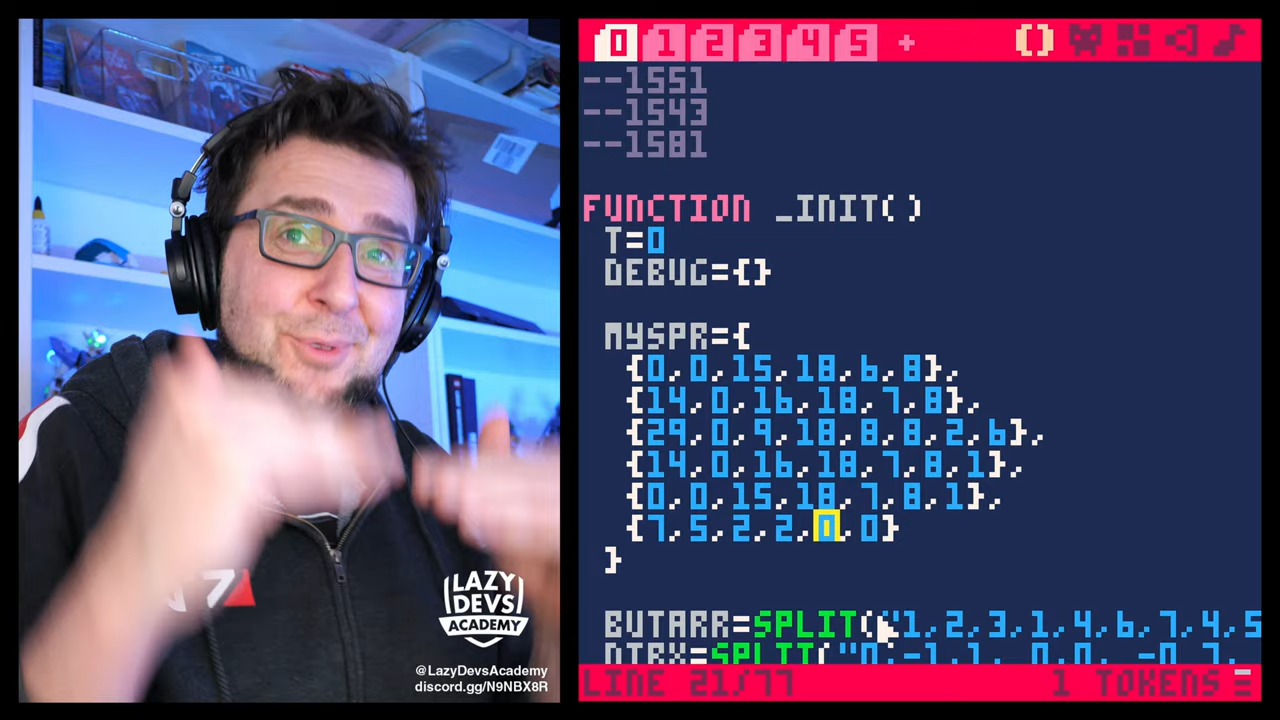 0 1 2 3 4 5 +
--1551
--1543
--1581
FUNCTION _INIT()
T=0
DEBUG={}
MYSPR={
{0,0,15,18,6,8},
{14,0,16,18,7,8},
{29,0,9,18,8,8,2,6},
{14,0,16,18,7,8,1},
{0,0,15,18,7,8,1},
{7,5,2,2,0,0}
}
BUTARR=SPLIT("1,2,3,1,4,6,7,4,5
LINE 21/77
1 TOKENS
LAZY
DEVS
ACADEMY
@LazyDevsAcademy
discord.gg/N9NBX8R